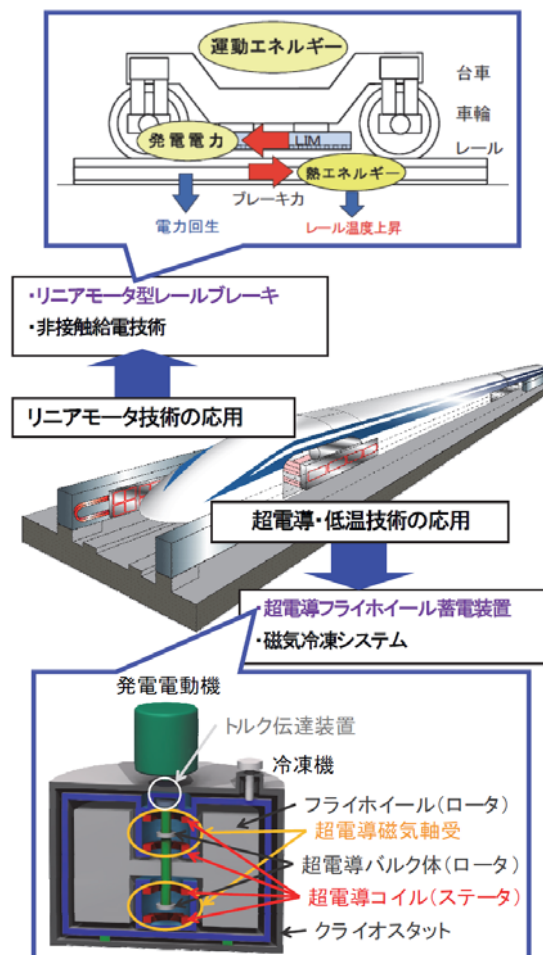 運動エネルギー
台車
車輪
発電電力
LIM
レール
熱エネルギー
ブレーキ力
電力回生
レール温度上昇
・リニアモータ型レールブレーキ
・非接触給電技術
リニアモータ技術の応用
超電導・低温技術の応用
・超電導フライホイール蓄電装置
・磁気冷凍システム
発電電動機
トルク伝達装置
冷凍機
フライホイール(ロータ)
超電導磁気軸受
超電導バルク体(ロータ)
超電導コイル(ステータ)
クライオスタット